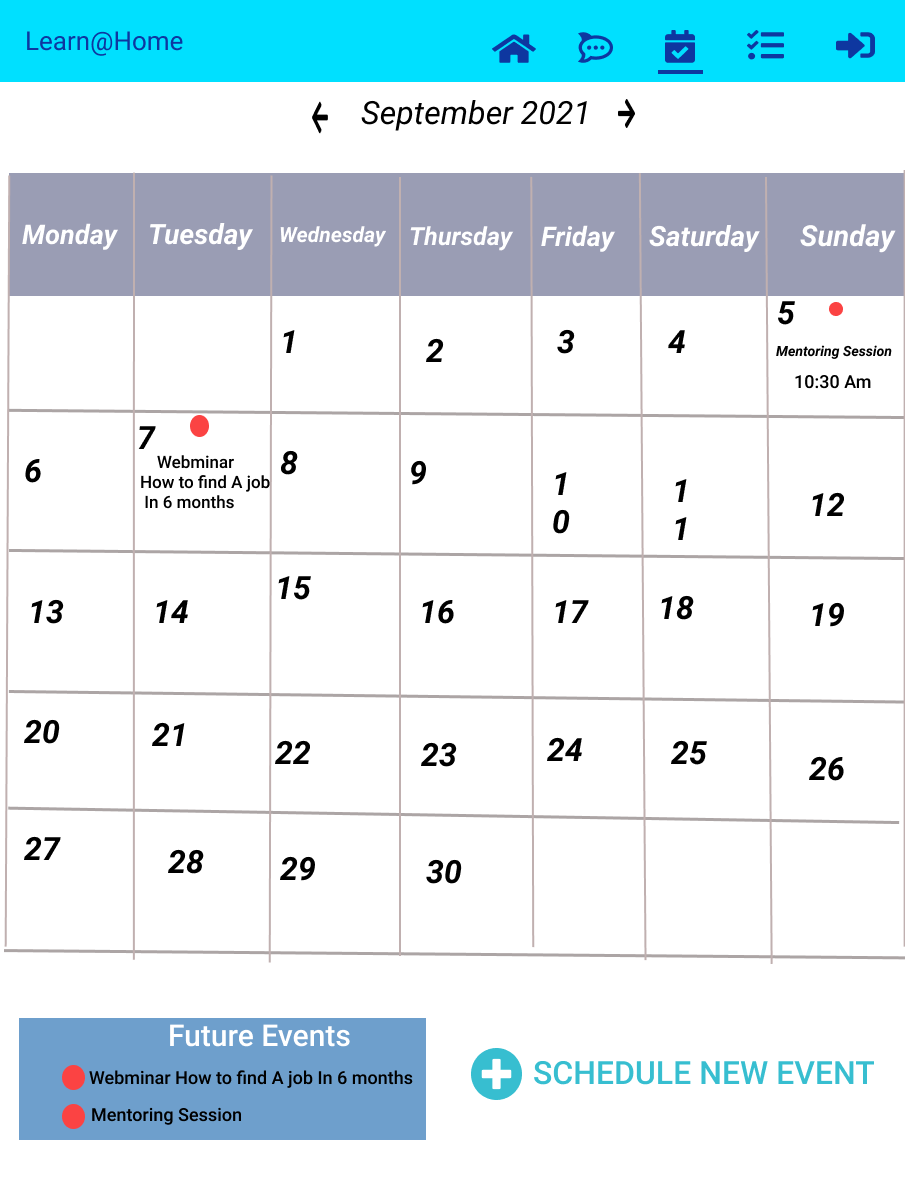 Learn@Home
September 2021
Monday Tuesday Wednesday Thursday Friday Saturday Sunday
1 2 3 4 5
Mentoring Session
10:30 Am
6 7 8 9 10 11 12
Webminar
How to find A job
In 6 months
13 14 15 16 17 18 19
20 21 22 23 24 25 26
27 28 29 30
Future Events
Webminar How to find A job In 6 months
Mentoring Session
SCHEDULE NEW EVENT